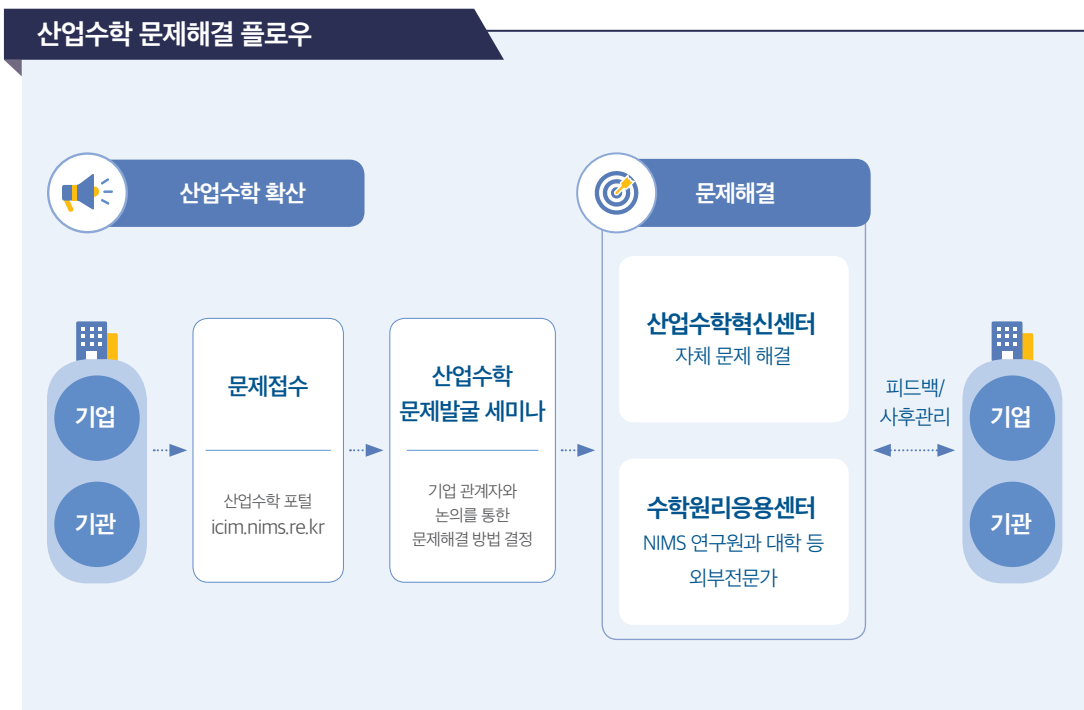 산업수학 문제해결 플로우
산업수학 확산
기업
기관
문제접수
산업수학 포털
icim.nims.re.kr
산업수학
문제발굴 세미나
기업 관계자와
논의를 통한
문제해결 방법 결정
문제해결
산업수학혁신센터
자체 문제 해결
수학원리응용센터
NIMS 연구원과 대학 등
외부전문가
피드백/
사후관리
기업
기관